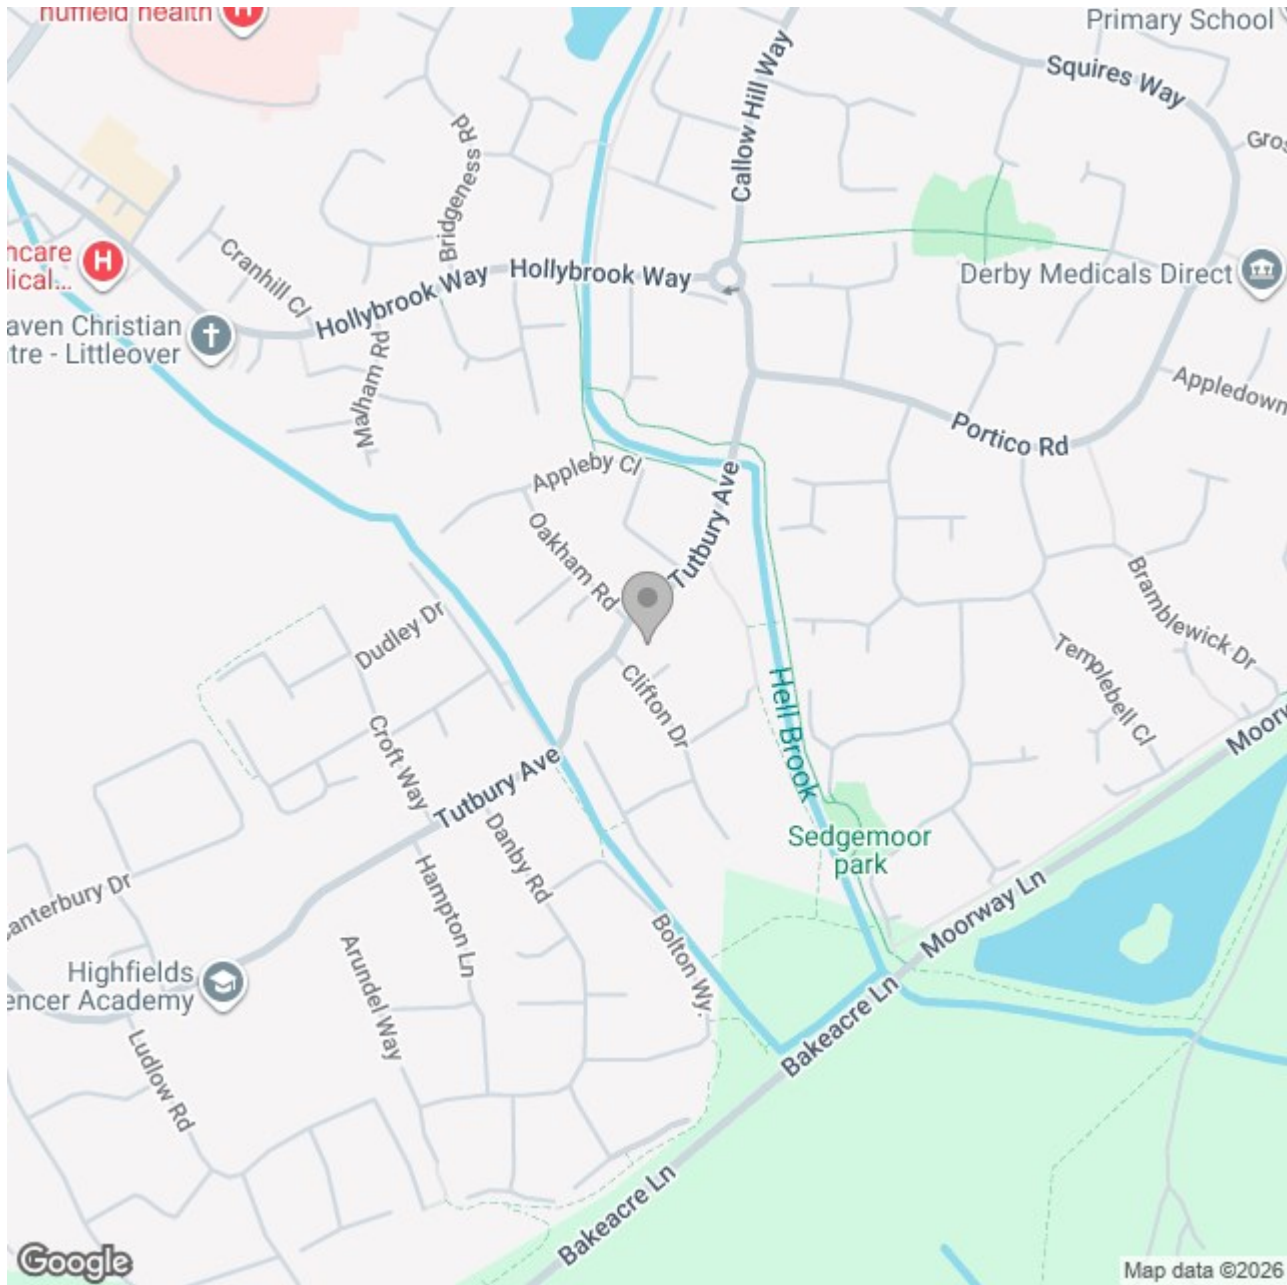 nuffield health
H
Primary School
Squires Way
Callow Hill Way
Bridgeness Rd
Cranhill Cl
ncare
lical...
H
Hollybrook Way
Hollybrook Way
Derby Medicals Direct
aven Christian
tre - Littleover
Malham Rd
Appledown
Portico Rd
Appleby Cl
Tutbury Ave
Oakham Rd
Bramblewick Dr
Dudley Dr
Templebell Cl
Clifton Dr
Hell Brook
Croft Way
Tutbury Ave
Danby Rd
Sedgemoor
park
Hampton Ln
anterbury Dr
Moorway Ln
Bolton Wy.
Arundel Way
Highfields
encer Academy
Bakeacre Ln
Ludlow Rd
Bakeacre Ln
Google
Map data ©2026